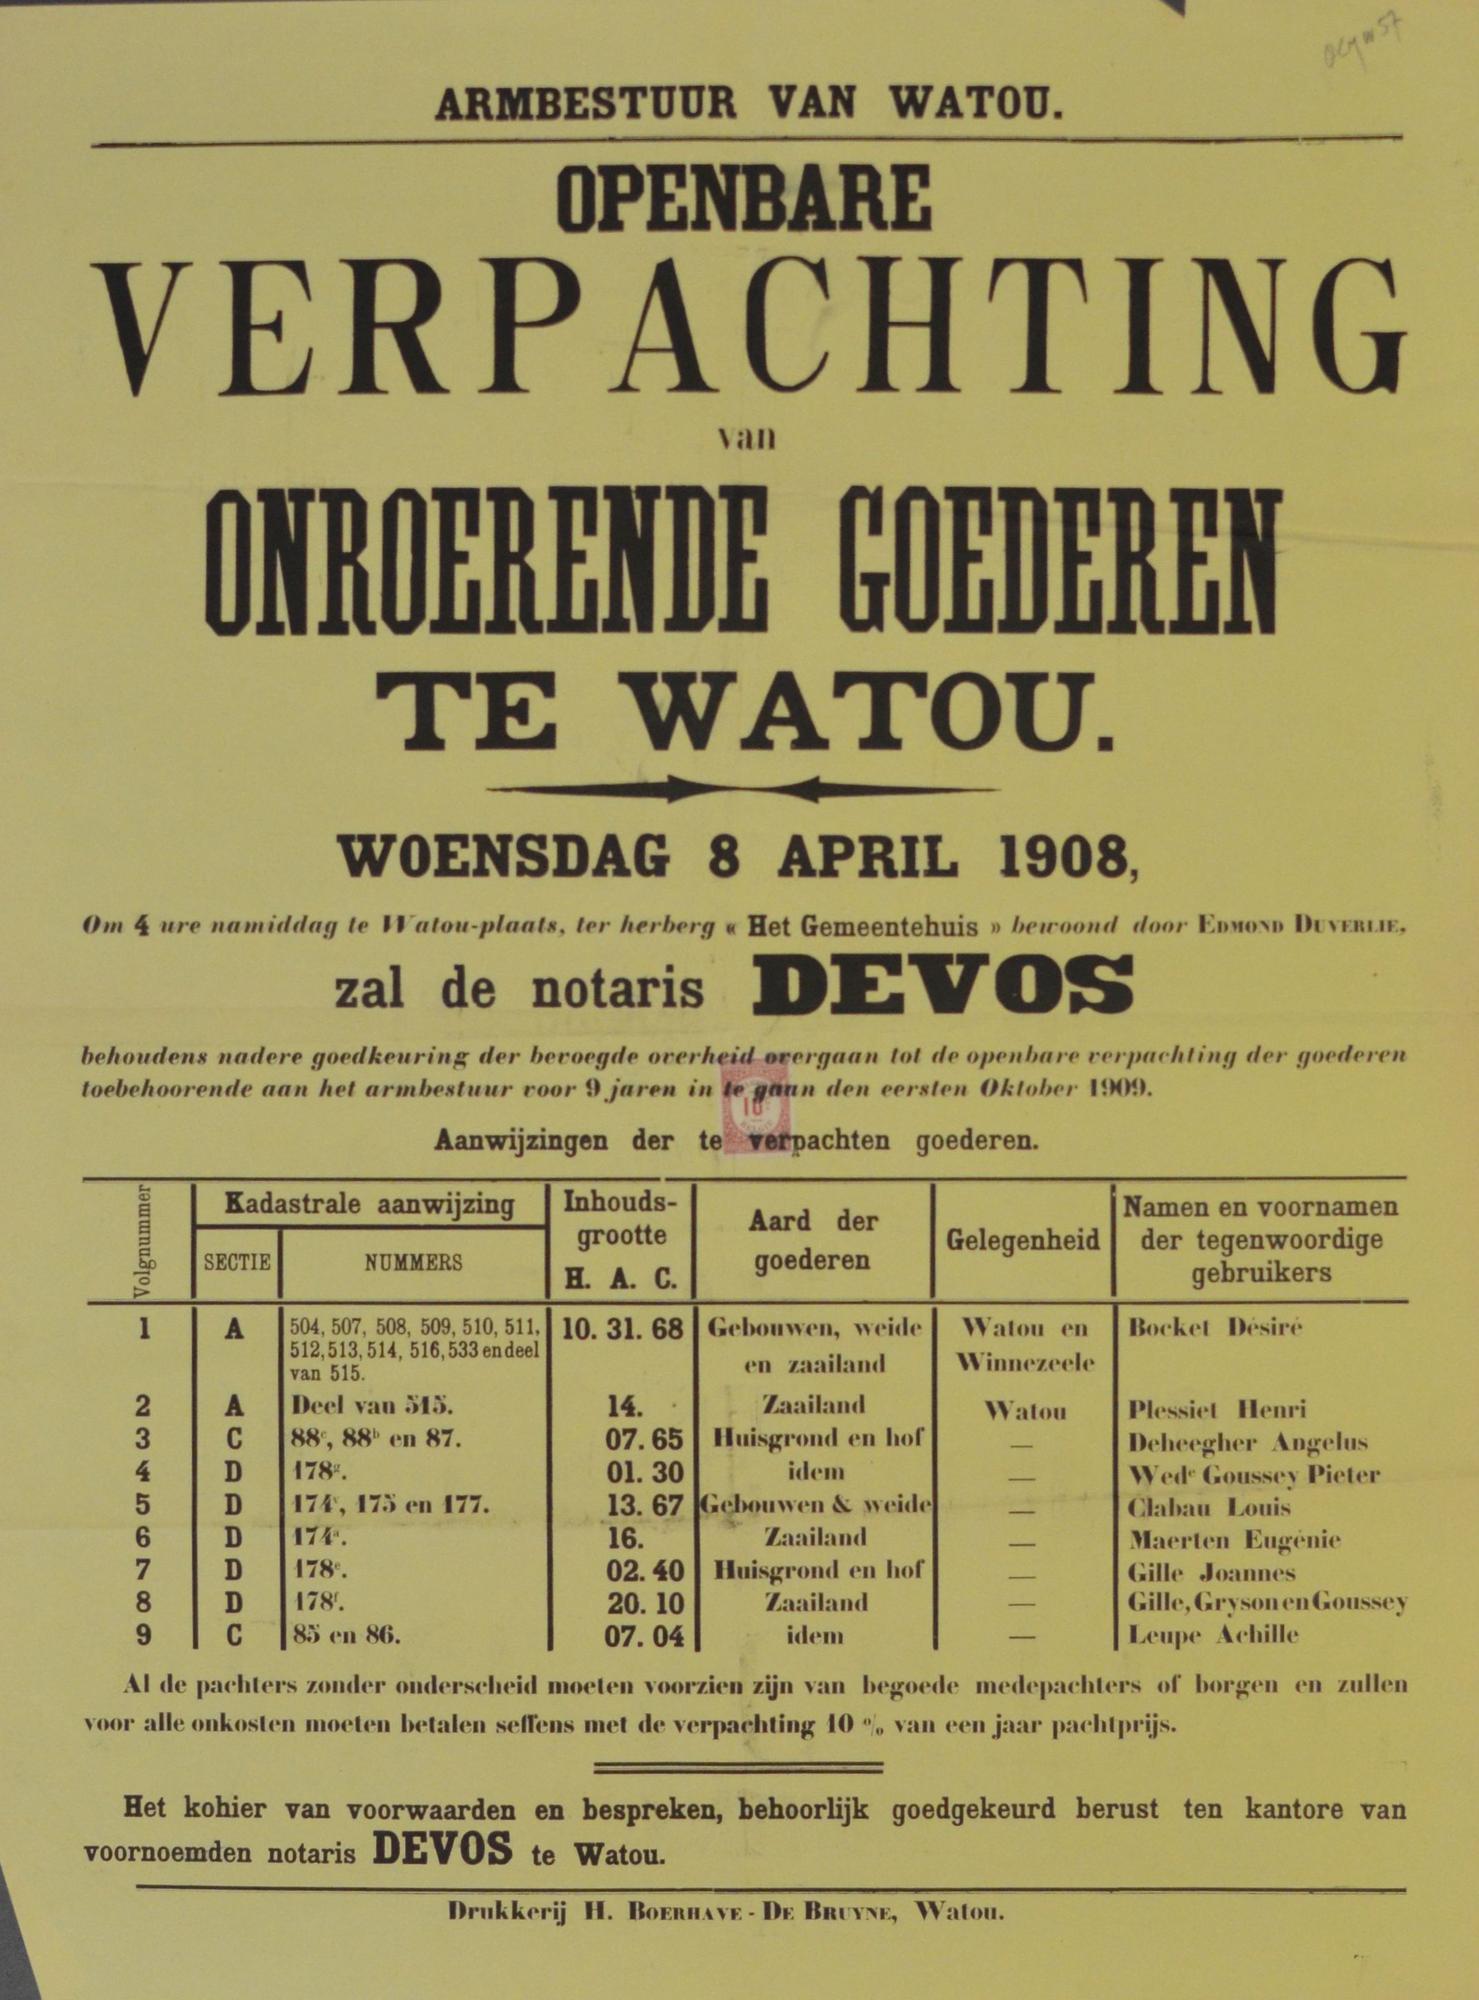 ARMBESTUUR VAN WATOU.
OPENBARE
VERPACHTING
van
ONROERENDE GOEDEREN
TE WATOU.
WOENSDAG 8 APRIL 1908,
Om 4 ure namiddag te Watou-plaats, ter herberg « Het Gemeentehuis » bewoond door EDMOND DUVERLIE,
zal de notaris DEVOS
behoudens nadere goedkeuring der bevoegde overheid overgaan tot de openbare verpachting der goederen
toebehoorende aan het armbestuur voor 9 jaren in te gaan den eersten Oktober 1909.
10
Aanwijzingen der te verpachten goederen.
Volgnummer Kadastrale aanwijzing SECTIE NUMMERS Inhouds-grootte H. A. C. Aard der goederen Gelegenheid Namen en voornamen der tegenwoordige gebruikers
1 A 504, 507, 508, 509, 510, 511, 10. 31. 68 Gebouwen, weide Watou en Bocket Désiré
512, 513, 514, 516, 533 en deel en zaailand Winnezeele
van 515.
2 A Deel van 515. 14. Zaailand Watou Plessiet Henri
3 C 88c, 88b en 87. 07. 65 Huisgrond en hof — Deheegher Angelus
4 D 178g. 01. 30 idem — Wede Goussey Pieter
5 D 174, 175 en 177. 13. 67 Gebouwen & weide — Clabau Louis
6 D 174a. 16. Zaailand — Maerten Eugénie
7 D 178e. 02. 40 Huisgrond en hof — Gille Joannes
8 D 178f. 20. 10 Zaailand — Gille, Gryson en Goussey
9 C 85 en 86. 07. 04 idem — Leupe Achille
Al de pachters zonder onderscheid moeten voorzien zijn van begoede medepachters of borgen en zullen
voor alle onkosten moeten betalen seffens met de verpachting 10 % van een jaar pachtprijs.
Het kohier van voorwaarden en bespreken, behoorlijk goedgekeurd berust ten kantore van
voornoemden notaris DEVOS te Watou.
Drukkerij H. BOERHAVE - DE BRUYNE, Watou.